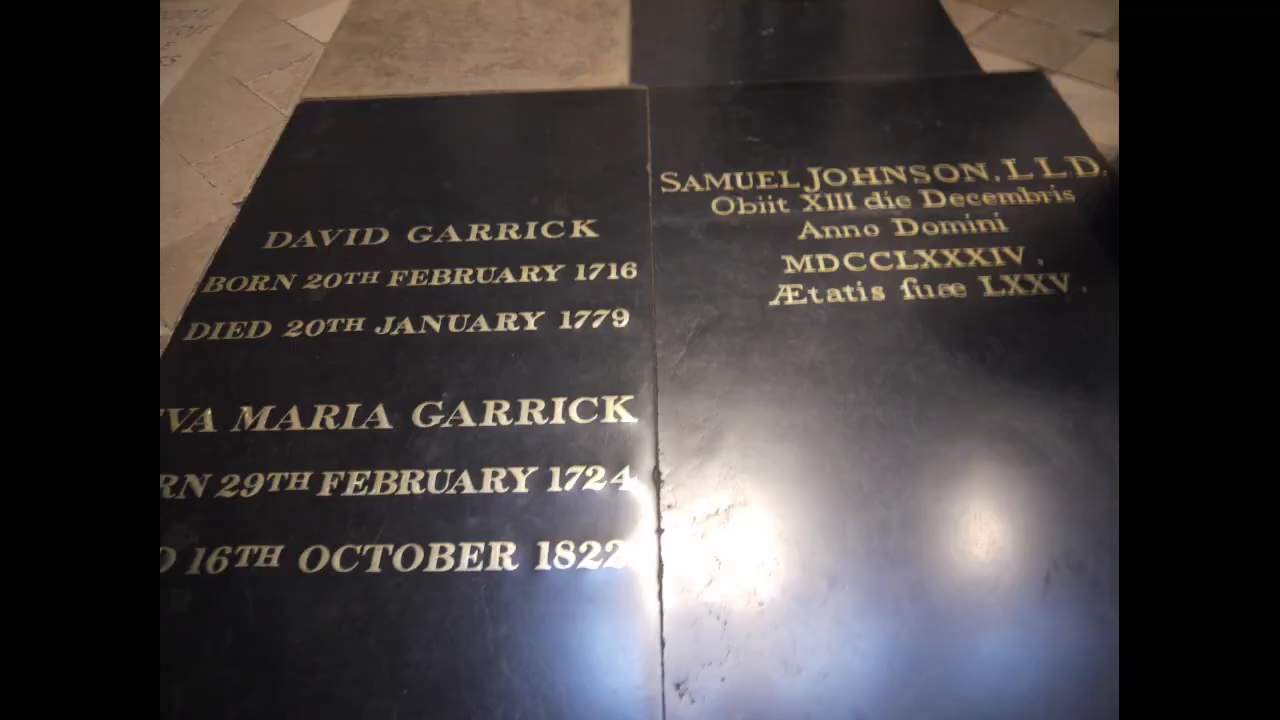 DAVID GARRICK
BORN 20TH FEBRUARY 1716
DIED 20TH JANUARY 1779
VA MARIA GARRICK
RN 29TH FEBRUARY 1724
16TH OCTOBER 1822
SAMUEL JOHNSON, L L D.
Obiit XIII die Decembris
Anno Domini
MDCCLXXXIV.
Ætatis ſuæ LXXV.